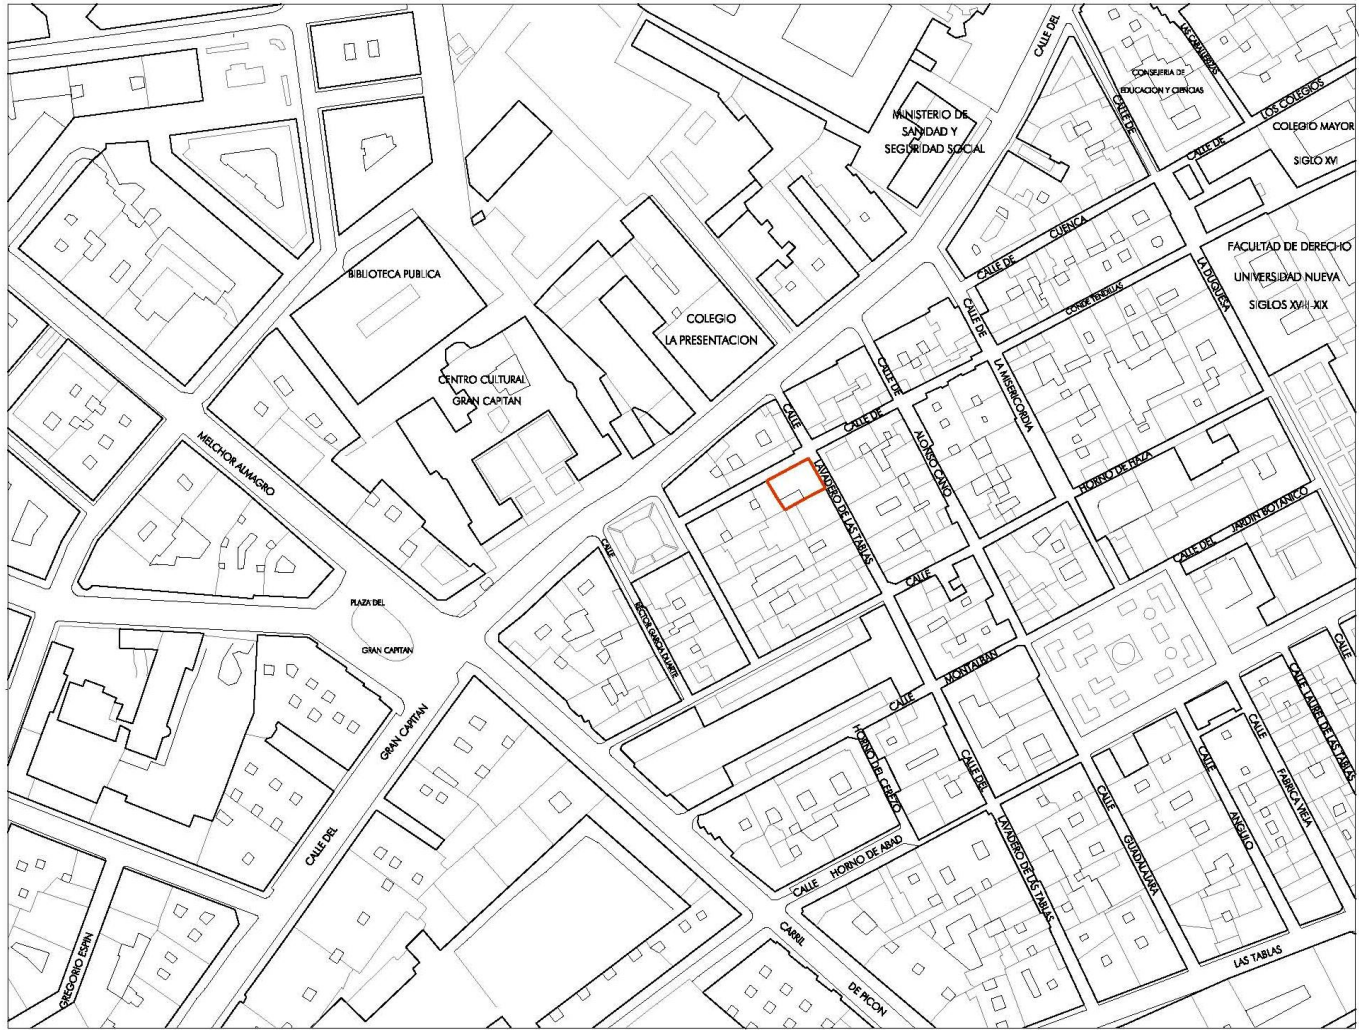 CALLE DEL
LAS CABALLERIZAS
CONSEJERIA DE
EDUCACION Y CIENCIAS
CALLE DE
LOS COLEGIOS
CALLE DE
MINISTERIO DE
SANIDAD Y
SEGURIDAD SOCIAL
COLEGIO MAYOR
SIGLO XVI
CUENCA
CALLE DE
FACULTAD DE DERECHO
UNIVERSIDAD NUEVA
SIGLOS XVII-XIX
LA DUQUESA
BIBLIOTECA PUBLICA
CONDE TENDILLAS
CALLE DE
COLEGIO
LA PRESENTACION
CENTRO CULTURAL
GRAN CAPITAN
CALLE DE
LA MISERICORDIA
CALLE
CALLE DE
ALONSO CANO
MELCHOR ALMAGRO
HORNO DE HAZA
LAVADERO DE LAS TABLAS
JARDIN BOTANICO
CALLE DEL
CALLE
CALLE
PLAZA DEL
GRAN CAPITAN
RECTOR GARCIA DUARTE
MONTALBAN
CALLE
CALLE
CALLE LAUREL DE LAS TABLAS
GRAN CAPITAN
CALLE DEL
HORNO DEL CEREZO
CALLE DEL
LAVADERO DE LAS TABLAS
CALLE
GUADALAJARA
CALLE
ANGULO
CALLE
FABRICA VIEJA
HORNO DE ABAD
CALLE
CARRIL
DE PICON
LAS TABLAS
GREGORIO ESPIN